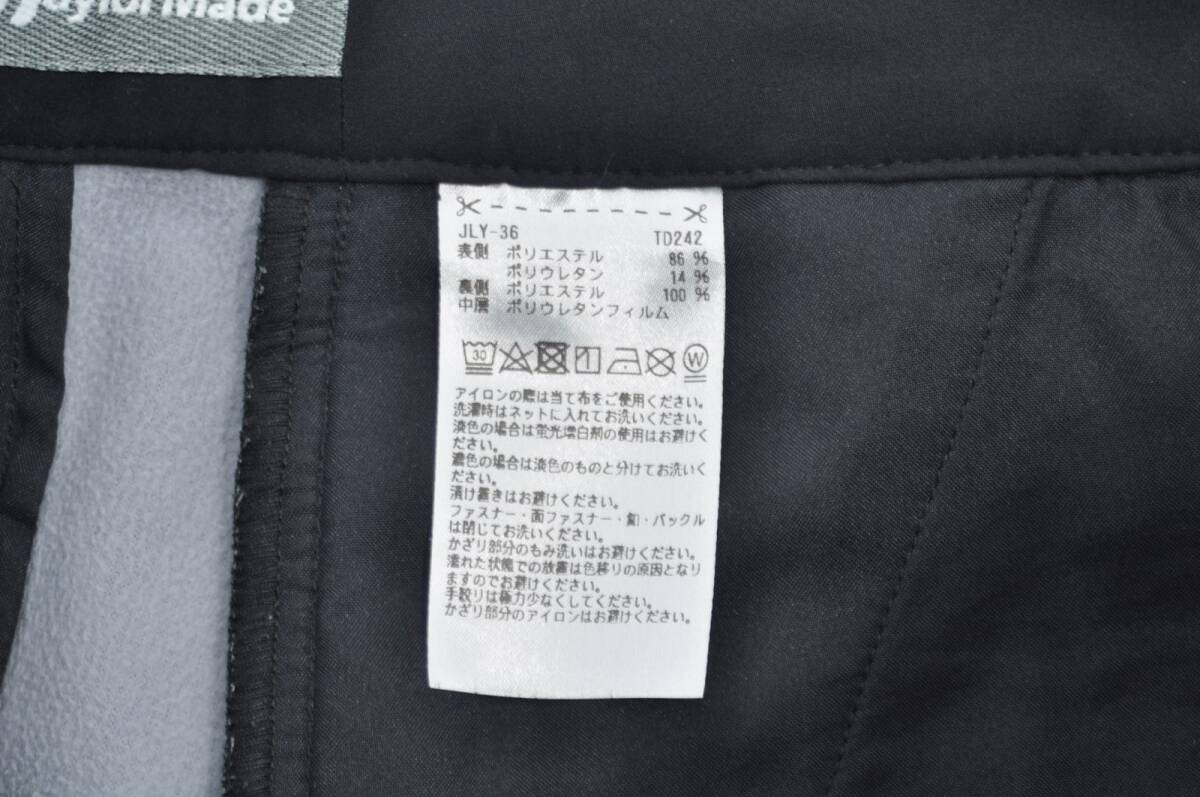 TaylorMade
JLY-36 TD242
表側 ポリエステル 86 %
ポリウレタン 14 %
裏側 ポリエステル 100 %
中層 ポリウレタンフィルム
30 1 W
アイロンの際は当て布をご使用ください。
洗濯時はネットに入れてお洗いください。
淡色の場合は蛍光増白剤の使用はお避けく
ださい。
濃色の場合は淡色のものと分けてお洗いく
ださい。
漬け置きはお避けください。
ファスナー・面ファスナー・釦・バックル
は閉じてお洗いください。
かざり部分のもみ洗いはお避けください。
濡れた状態での放置は色移りの原因となり
ますのでお避けください。
手絞りは極力少なくしてください。
かざり部分のアイロンはお避けください。